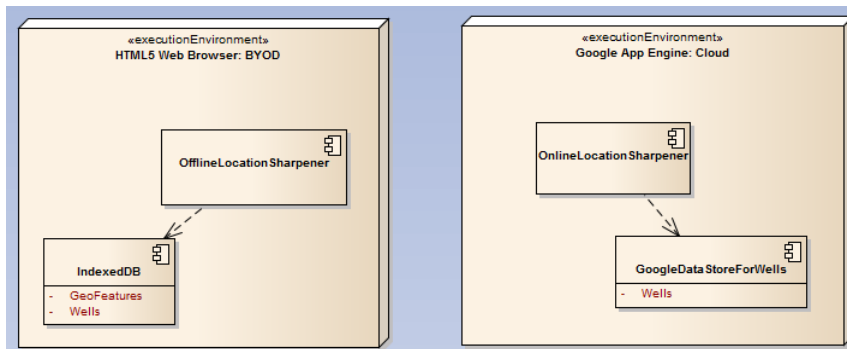 «executionEnvironment»
HTML5 Web Browser: BYOD
OfflineLocationSharpener
IndexedDB
- GeoFeatures
- Wells
«executionEnvironment»
Google App Engine: Cloud
OnlineLocationSharpener
GoogleDataStoreForWells
- Wells